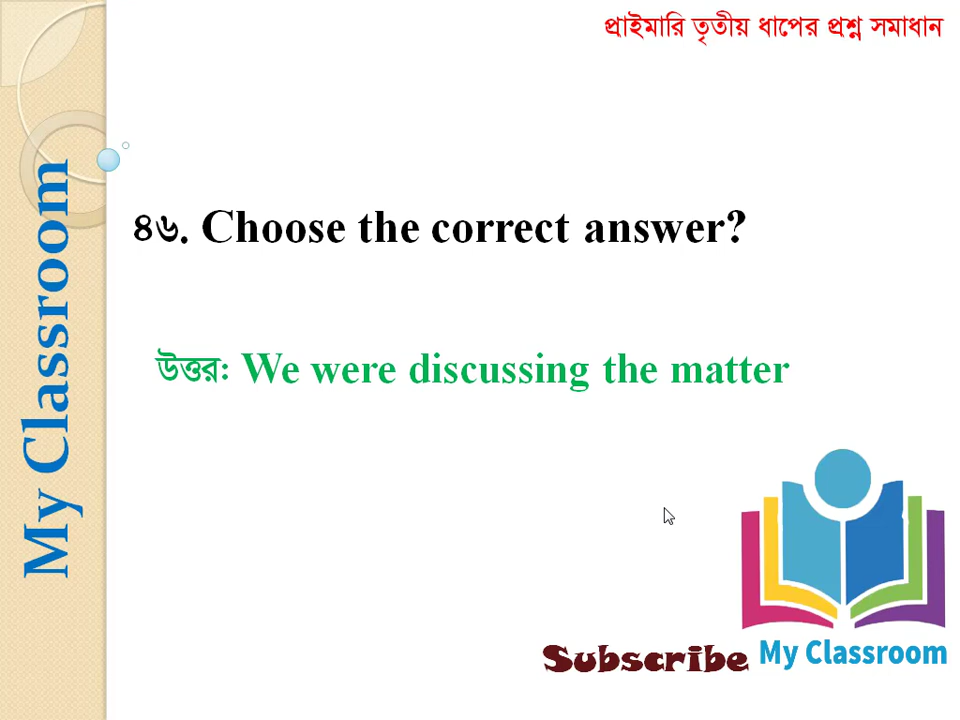 প্রাইমারি তৃতীয় ধাপের প্রশ্ন সমাধান
My Classroom
৪৬. Choose the correct answer?
উত্তরঃ We were discussing the matter
Subscribe
My Classroom